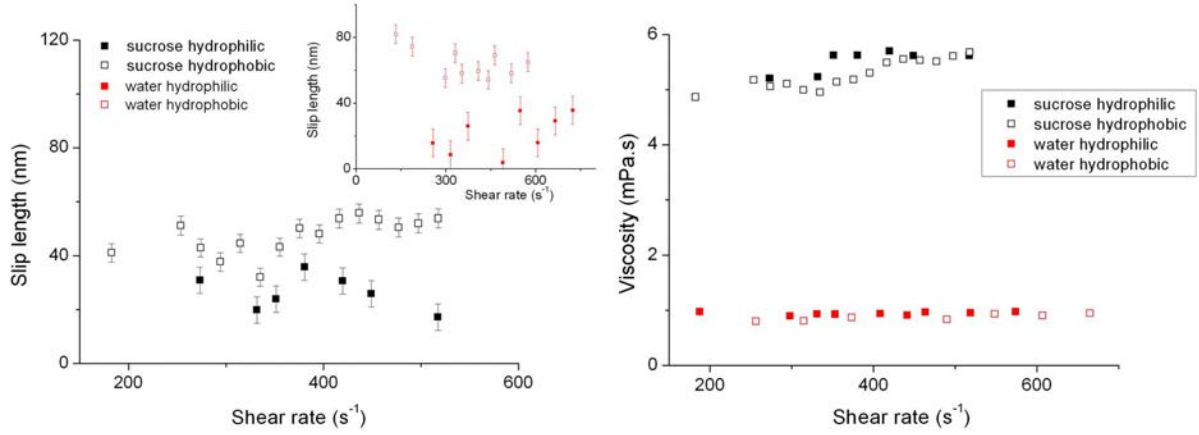 120
80
40
0
Slip length (nm)
sucrose hydrophilic
sucrose hydrophobic
water hydrophilic
water hydrophobic
200
400
600
Shear rate (s⁻¹)
80
40
0
Slip length (nm)
0
300
600
Shear rate (s⁻¹)
6
4
2
0
Viscosity (mPa.s)
sucrose hydrophilic
sucrose hydrophobic
water hydrophilic
water hydrophobic
200
400
600
Shear rate (s⁻¹)